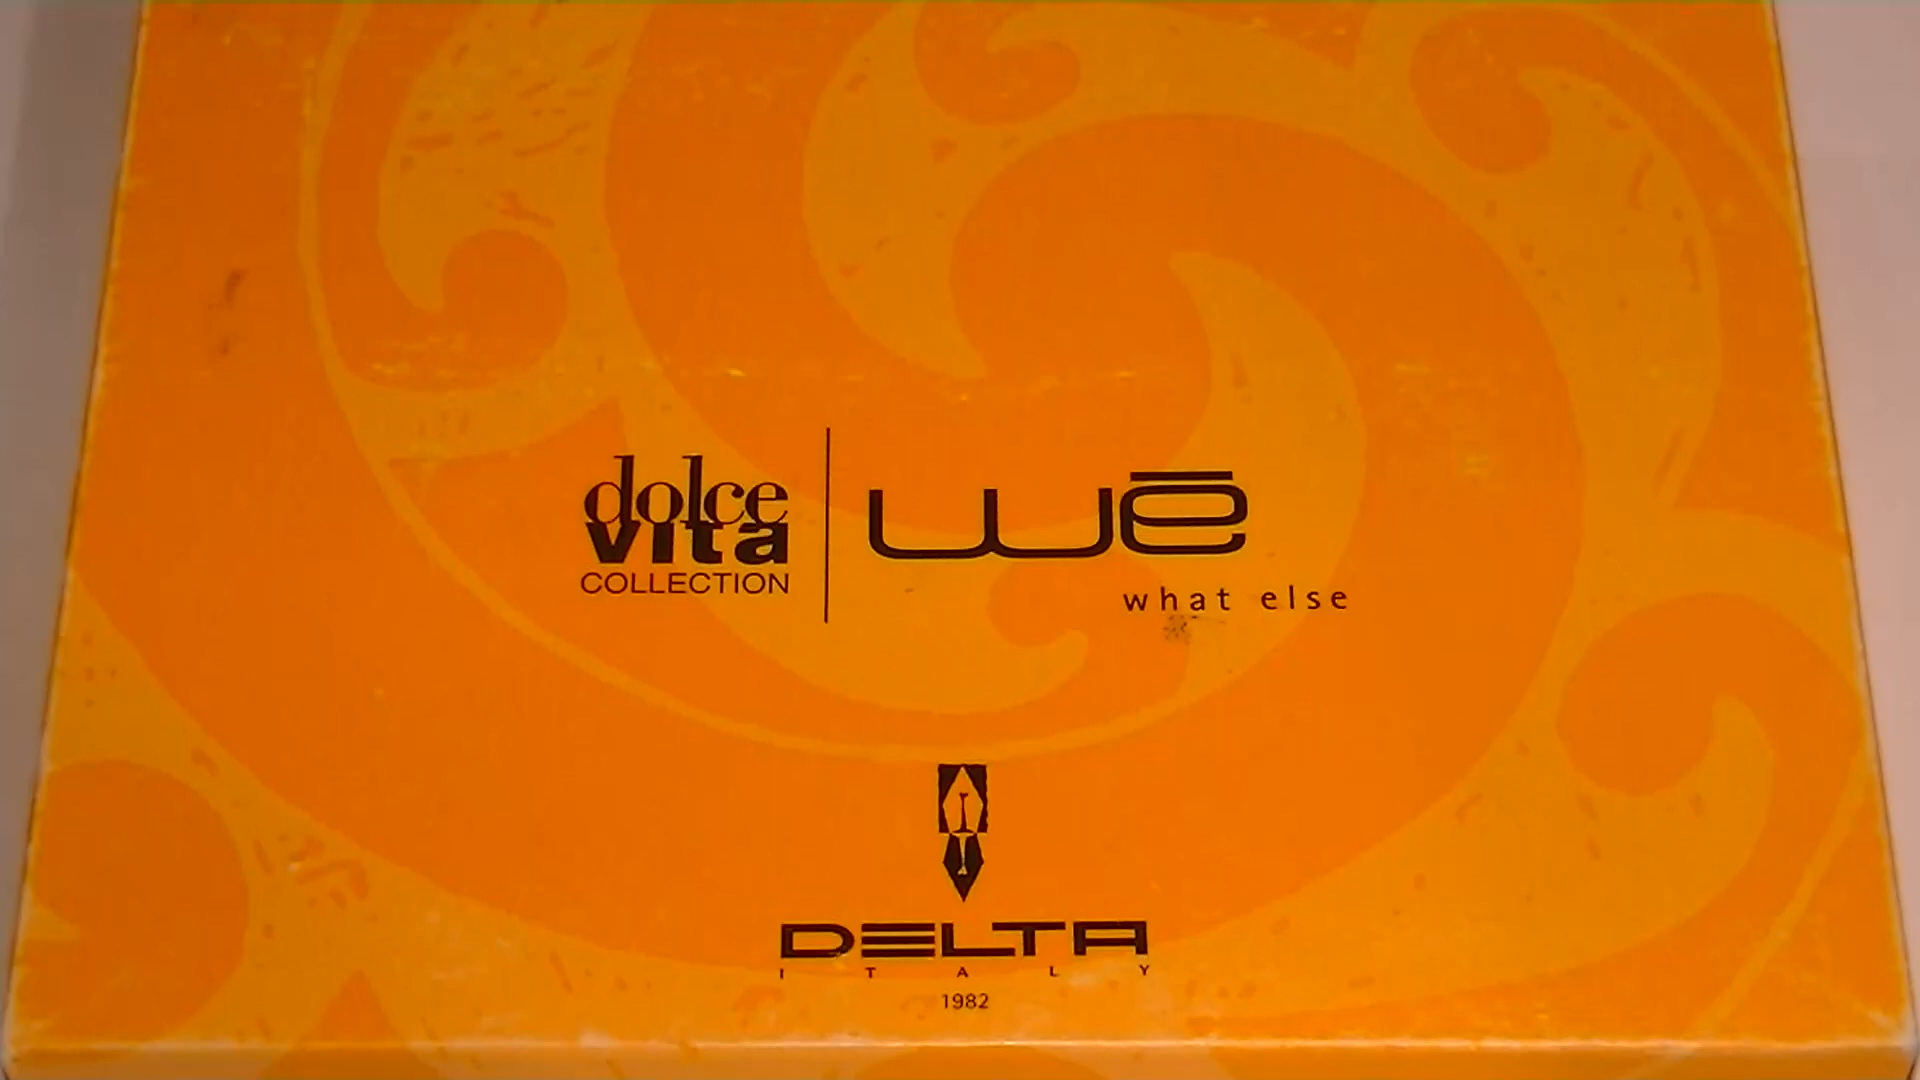 dolce
vita
COLLECTION
wē
what else
DELTA
ITALY
1982